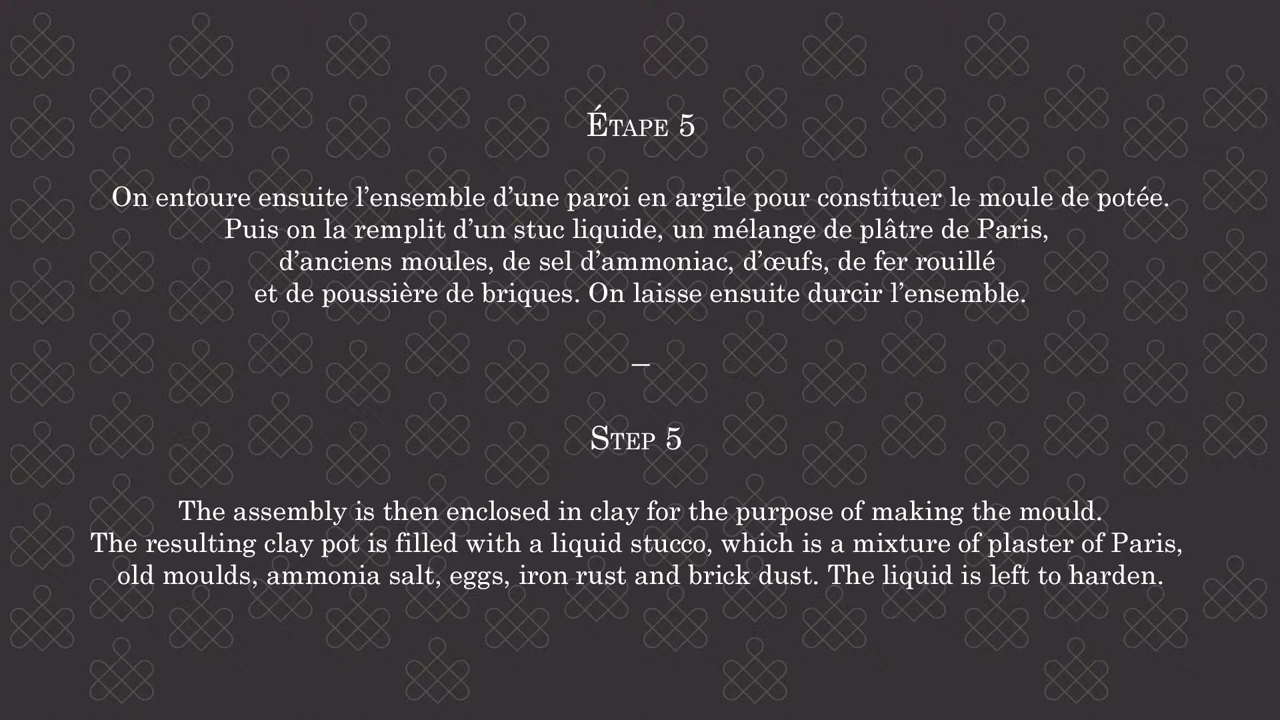 Étape 5
On entoure ensuite l’ensemble d’une paroi en argile pour constituer le moule de potée.
Puis on la remplit d’un stuc liquide, un mélange de plâtre de Paris,
d’anciens moules, de sel d’ammoniac, d’œufs, de fer rouillé
et de poussière de briques. On laisse ensuite durcir l’ensemble.
–
Step 5
The assembly is then enclosed in clay for the purpose of making the mould.
The resulting clay pot is filled with a liquid stucco, which is a mixture of plaster of Paris,
old moulds, ammonia salt, eggs, iron rust and brick dust. The liquid is left to harden.